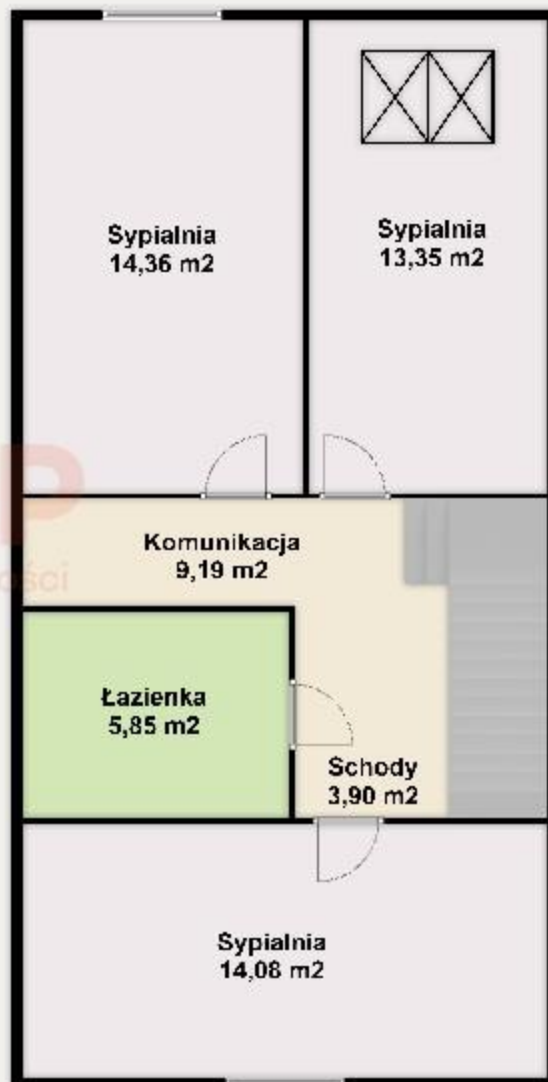 Sypialnia
14,36 m2
Sypialnia
13,35 m2
P
ości
Komunikacja
9,19 m2
Łazienka
5,85 m2
Schody
3,90 m2
Sypialnia
14,08 m2